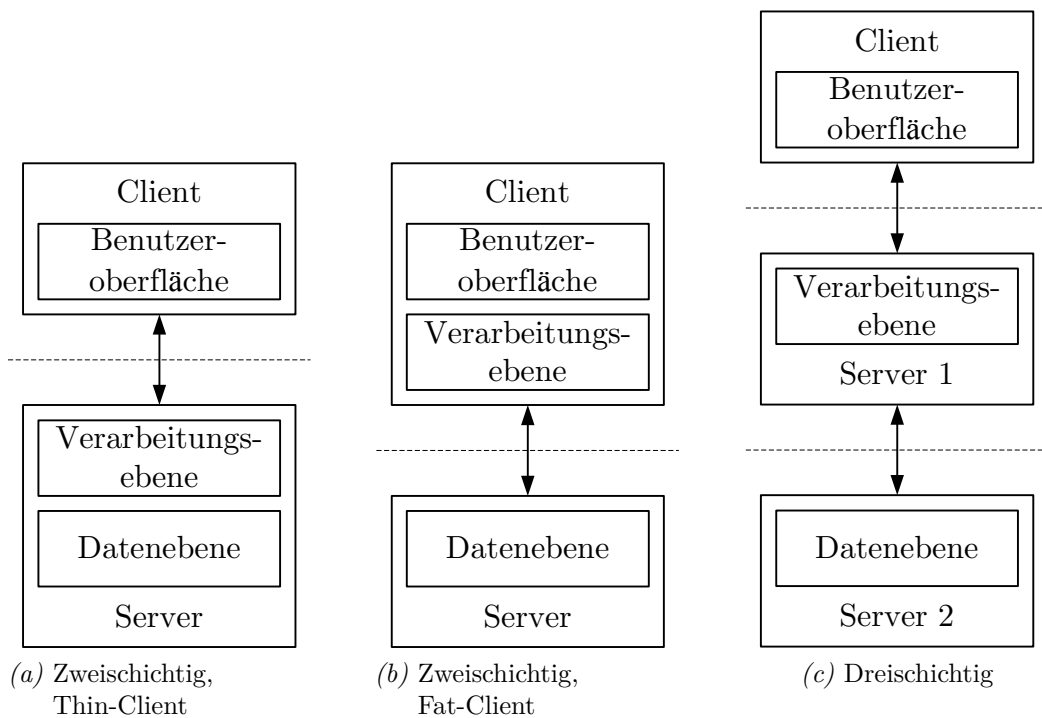 Client
Benutzer-
oberfläche
Verarbeitungs-
ebene
Datenebene
Server
(a) Zweischichtig,
Thin-Client
Client
Benutzer-
oberfläche
Verarbeitungs-
ebene
Datenebene
Server
(b) Zweischichtig,
Fat-Client
Client
Benutzer-
oberfläche
Verarbeitungs-
ebene
Server 1
Datenebene
Server 2
(c) Dreischichtig